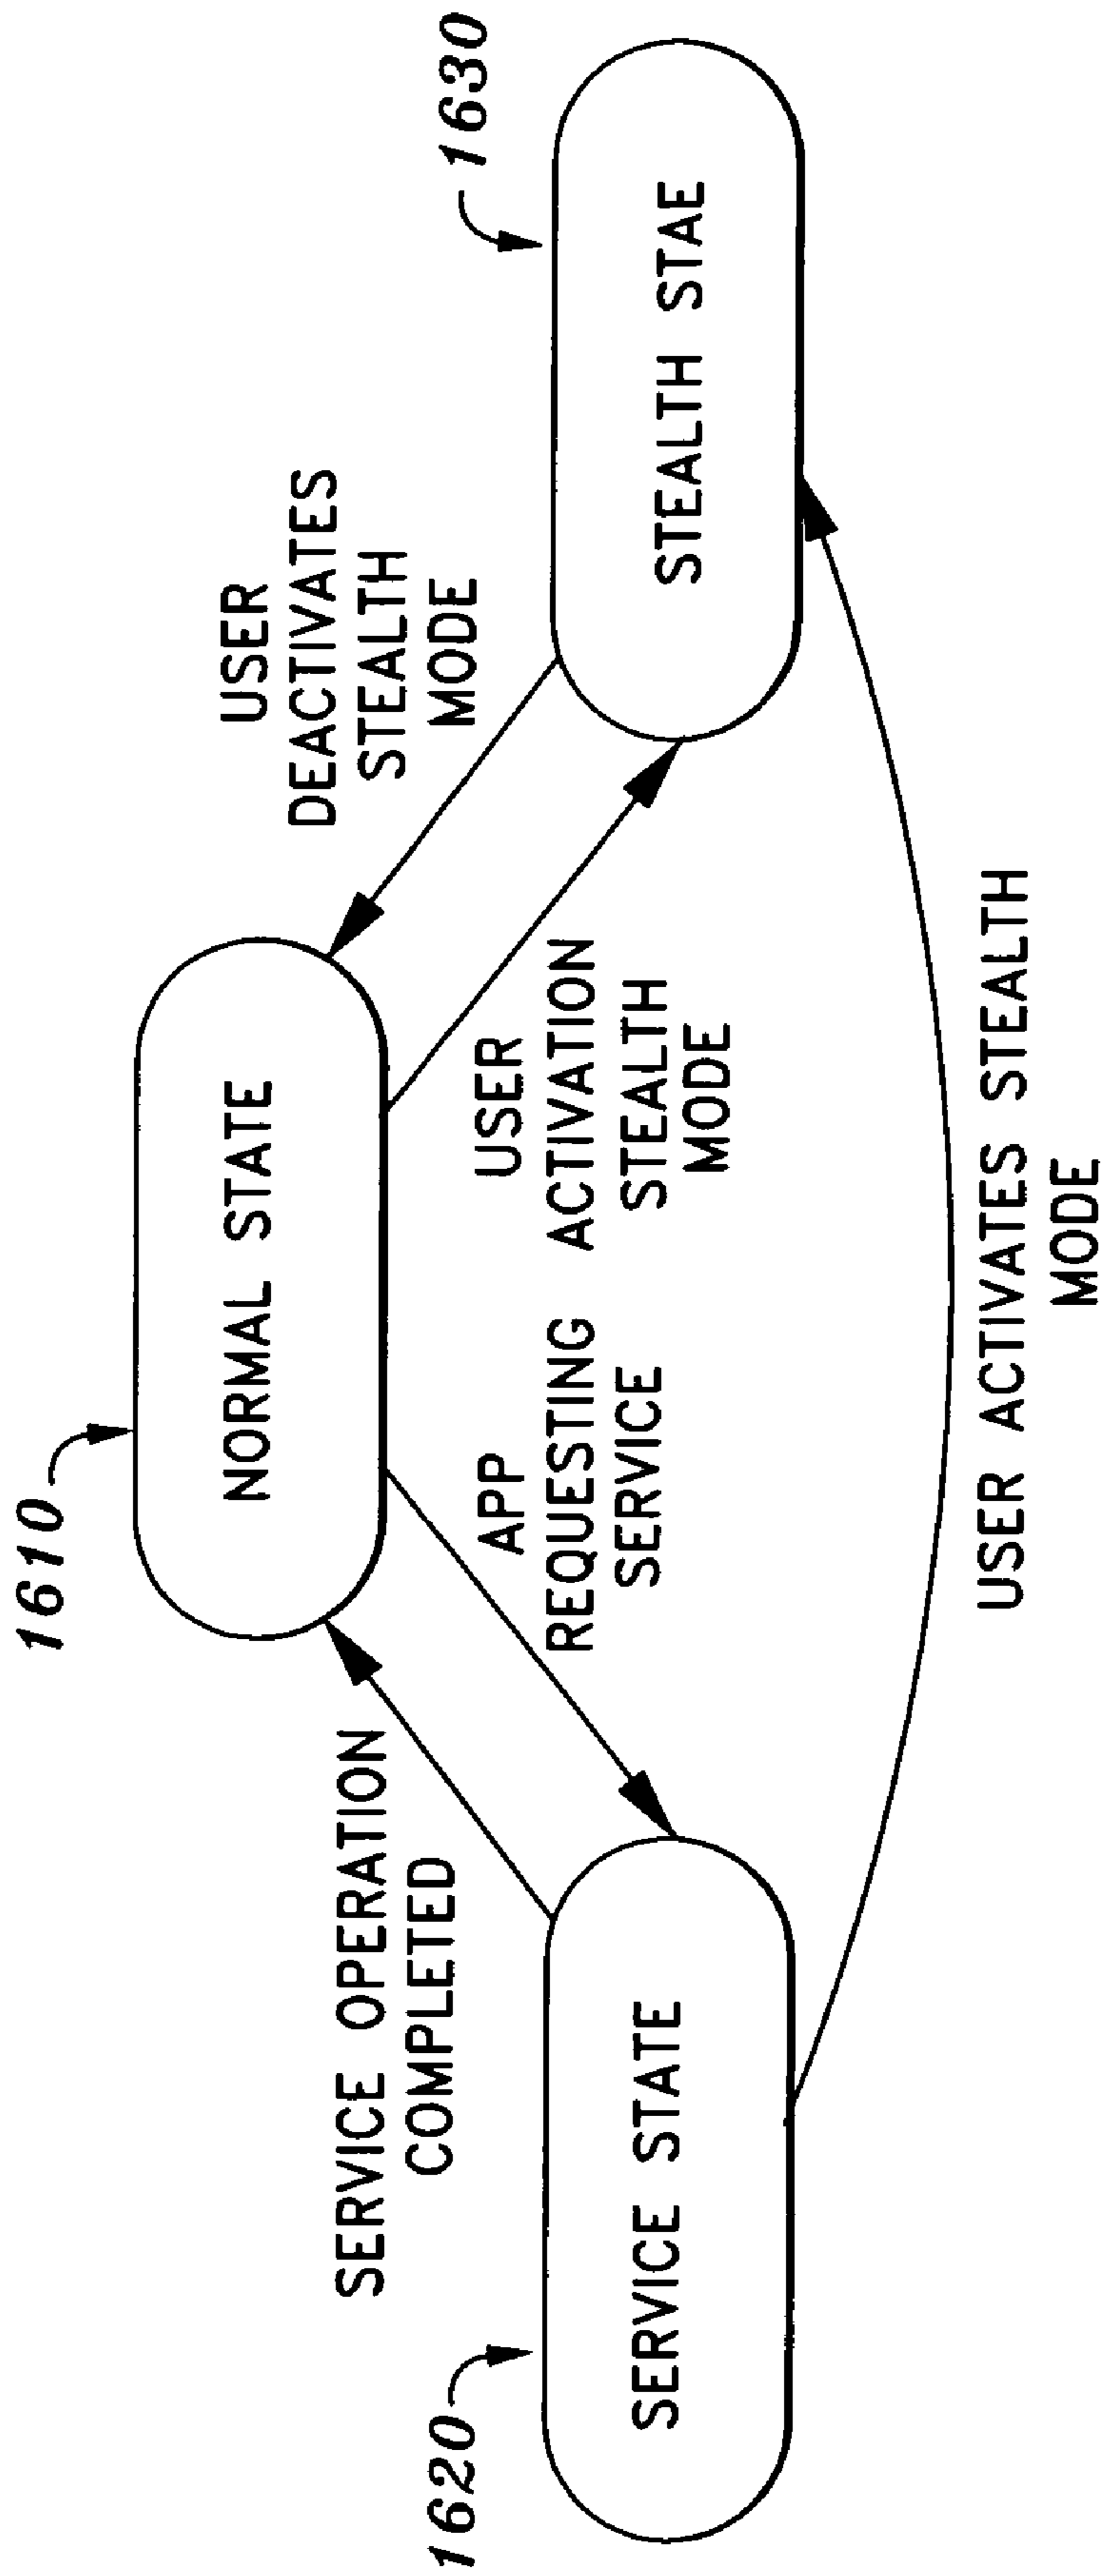 1610
NORMAL STATE
1620
SERVICE OPERATION
COMPLETED
APP
REQUESTING
SERVICE
USER
ACTIVATION
STEALTH
MODE
USER
DEACTIVATES
STEALTH
MODE
1630
SERVICE STATE
STEALTH STAE
USER ACTIVATES STEALTH
MODE